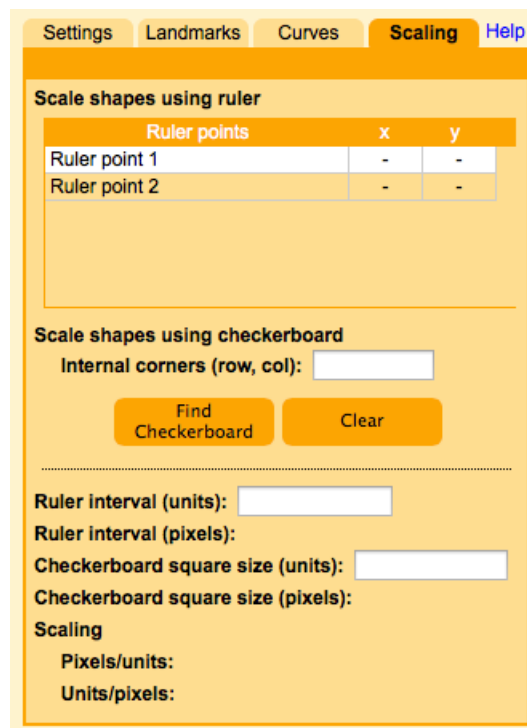 Settings Landmarks Curves Scaling Help
Scale shapes using ruler
Ruler points x y
Ruler point 1 - -
Ruler point 2 - -
Scale shapes using checkerboard
Internal corners (row, col):
Find
Checkerboard
Clear
Ruler interval (units):
Ruler interval (pixels):
Checkerboard square size (units):
Checkerboard square size (pixels):
Scaling
Pixels/units:
Units/pixels: